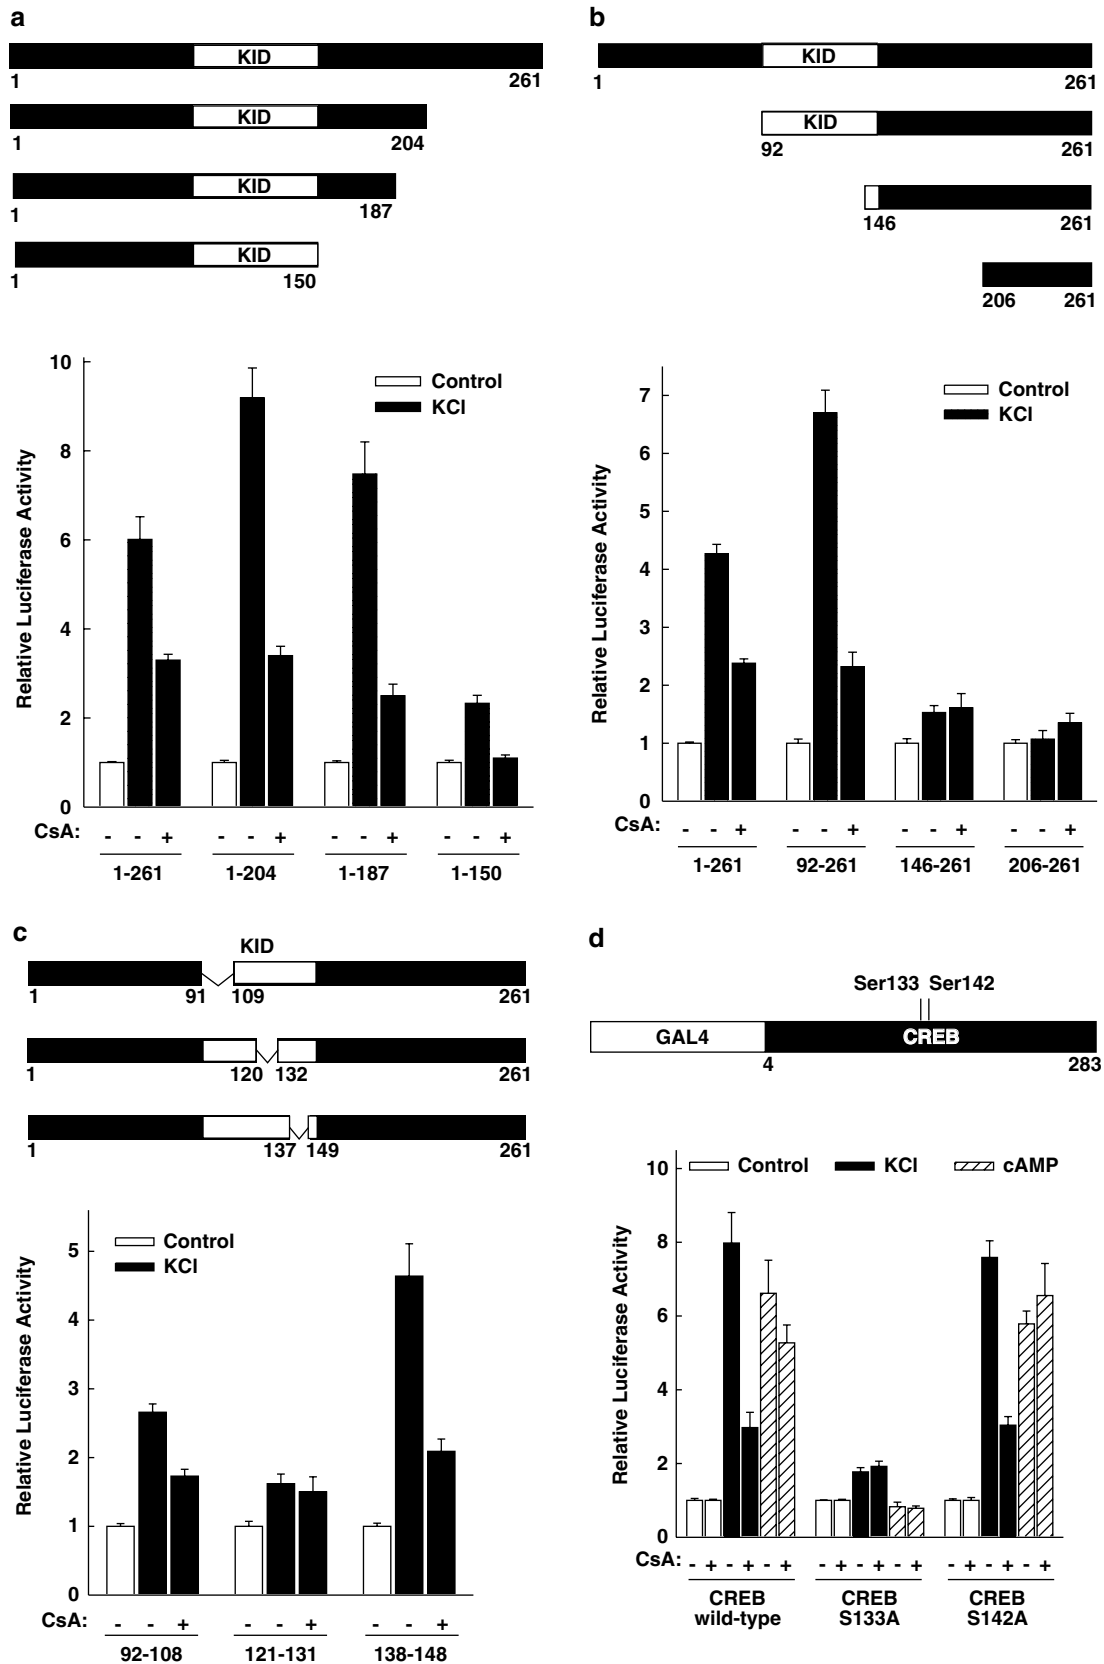 a
KID
1 261
KID
1 204
KID
1 187
KID
1 150
Relative Luciferase Activity
10
8
6
4
2
0
Control
KCl
CsA: - - + - - + - - + - - +
1-261 1-204 1-187 1-150
b
KID
1 261
KID
92 261
146 261
206 261
Relative Luciferase Activity
7
6
5
4
3
2
1
0
Control
KCl
CsA: - - + - - + - - + - - +
1-261 92-261 146-261 206-261
c
KID
1 91 109 261
1 120 132 261
1 137 149 261
Relative Luciferase Activity
5
4
3
2
1
0
Control
KCl
CsA: - - + - - + - - +
92-108 121-131 138-148
d
Ser133 Ser142
GAL4 CREB
4 283
Relative Luciferase Activity
10
8
6
4
2
0
Control KCl cAMP
CsA: - + - + - + - + - + - + - + - + - +
CREB CREB CREB
wild-type S133A S142A